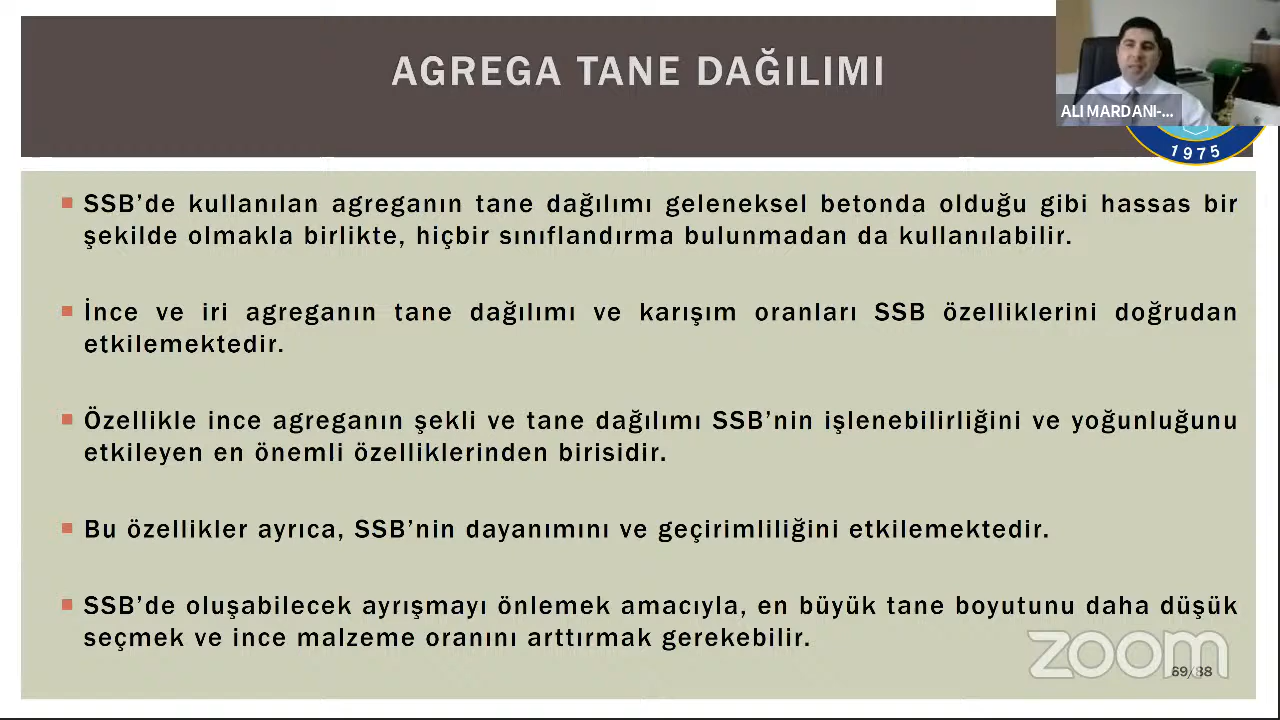 AGREGA TANE DAĞILIMI
ALI MARDANI-...
1975
SSB’de kullanılan agreganın tane dağılımı geleneksel betonda olduğu gibi hassas bir
şekilde olmakla birlikte, hiçbir sınıflandırma bulunmadan da kullanılabilir.
İnce ve iri agreganın tane dağılımı ve karışım oranları SSB özelliklerini doğrudan
etkilemektedir.
Özellikle ince agreganın şekli ve tane dağılımı SSB’nin işlenebilirliğini ve yoğunluğunu
etkileyen en önemli özelliklerinden birisidir.
Bu özellikler ayrıca, SSB’nin dayanımını ve geçirimliliğini etkilemektedir.
SSB’de oluşabilecek ayrışmayı önlemek amacıyla, en büyük tane boyutunu daha düşük
seçmek ve ince malzeme oranını arttırmak gerekebilir.
zoom